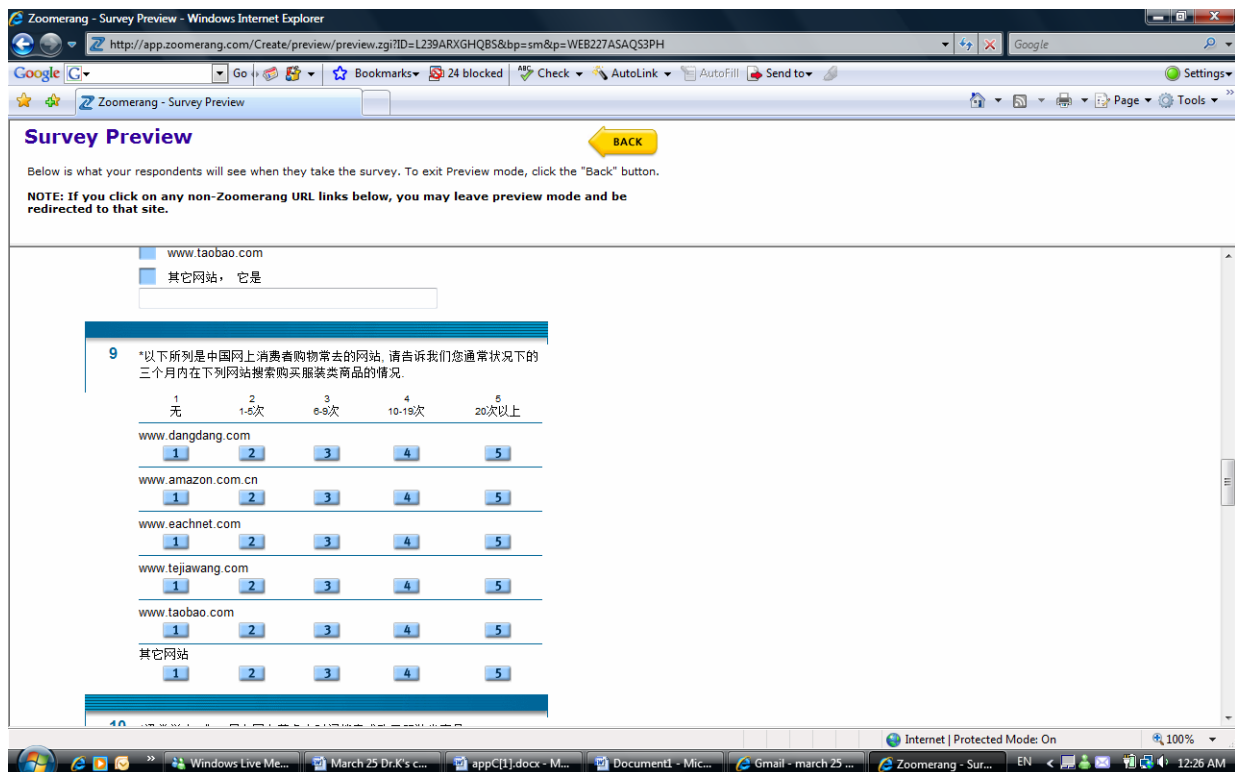 Zoomerang - Survey Preview - Windows Internet Explorer
http://app.zoomerang.com/Create/preview/preview.zgi?ID=L239ARXGHQBS&bp=sm&p=WEB227ASAQS3PH
Google
Google G Go Bookmarks 24 blocked ABC Check AutoLink AutoFill Send to Settings
Zoomerang - Survey Preview Page Tools
Survey Preview
BACK
Below is what your respondents will see when they take the survey. To exit Preview mode, click the "Back" button.
NOTE: If you click on any non-Zoomerang URL links below, you may leave preview mode and be
redirected to that site.
www.taobao.com
其它网站， 它是
9 *以下所列是中国网上消费者购物常去的网站, 请告诉我们您通常状况下的
三个月内在下列网站搜索购买服装类商品的情况.
1 2 3 4 5
无 1-5次 6-9次 10-19次 20次以上
www.dangdang.com
1 2 3 4 5
www.amazon.com.cn
1 2 3 4 5
www.eachnet.com
1 2 3 4 5
www.tejiawang.com
1 2 3 4 5
www.taobao.com
1 2 3 4 5
其它网站
1 2 3 4 5
10
Internet | Protected Mode: On 100%
Windows Live Me... March 25 Dr.K's c... appC[1].docx - M... Document1 - Mic... Gmail - march 25 ... Zoomerang - Sur... EN 12:26 AM